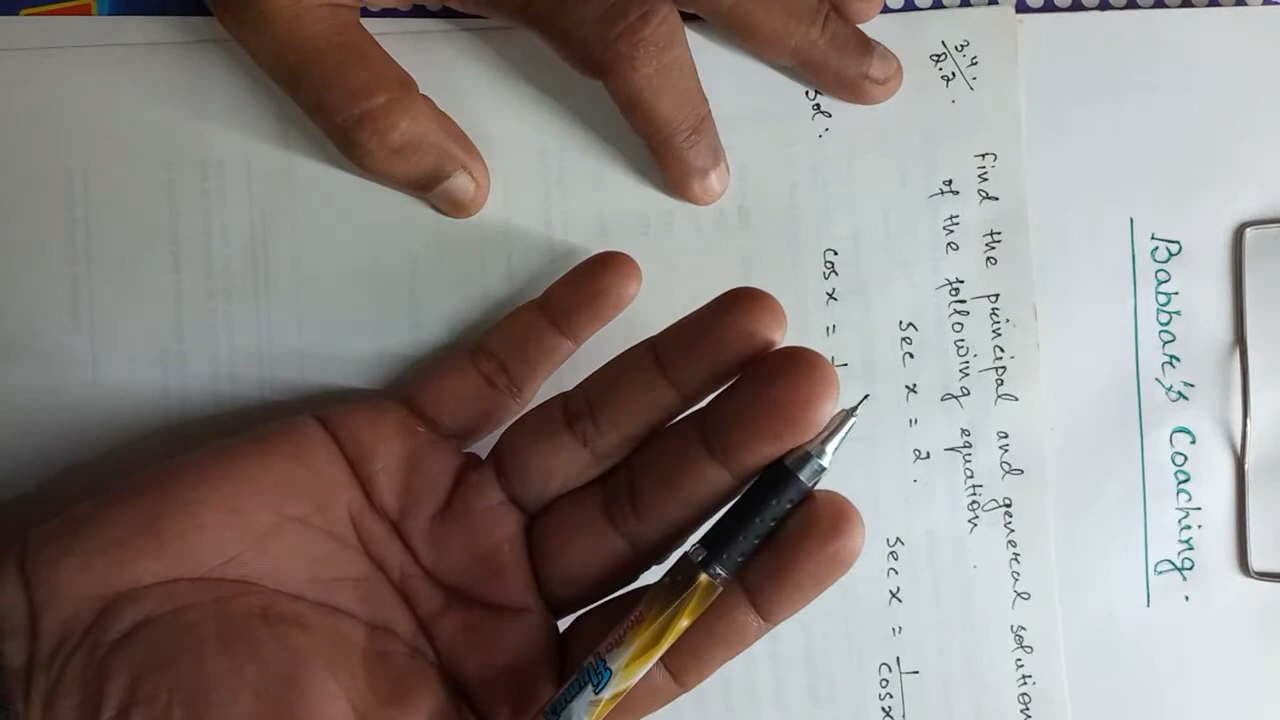 Babbar's Coaching.
3.4.
Q.2.
Find the principal and general solution
of the following equation.
sec x = 2.
sec x = 1/cosx
Sol:
cos x = 1